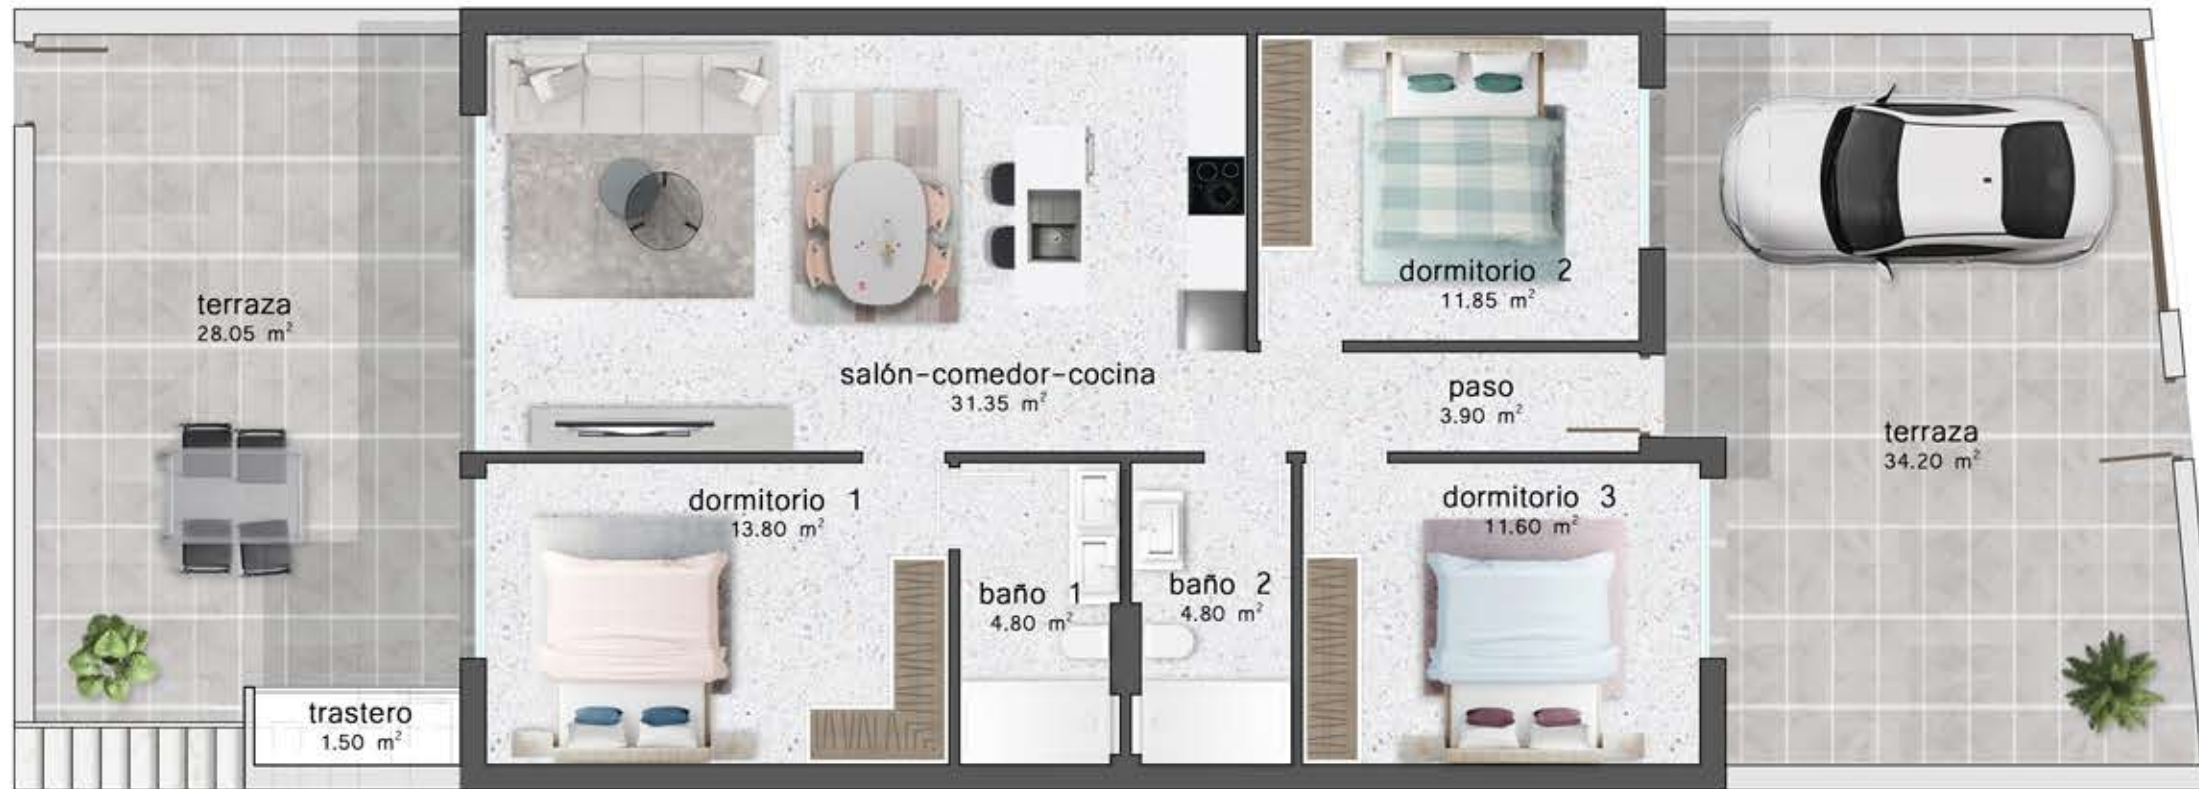 terraza
28.05 m²
salón-comedor-cocina
31.35 m²
dormitorio 2
11.85 m²
paso
3.90 m²
terraza
34.20 m²
dormitorio 1
13.80 m²
baño 1
4.80 m²
baño 2
4.80 m²
dormitorio 3
11.60 m²
trastero
1.50 m²